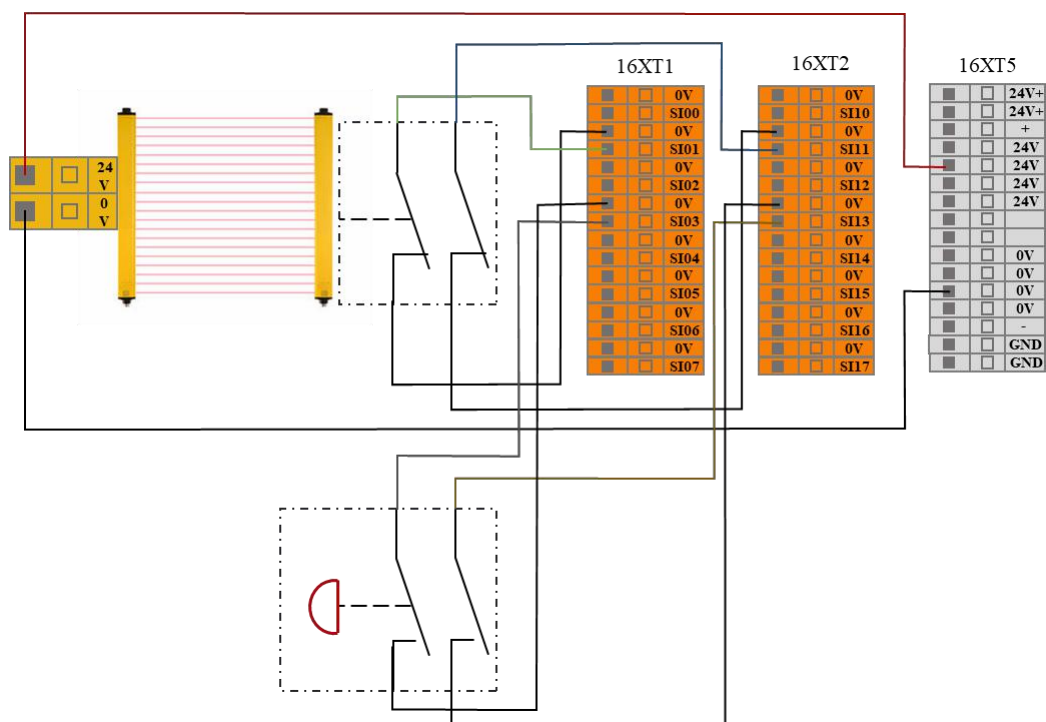 16XT1
16XT2
16XT5
24
V
0
V
0V
SI00
0V
SI01
0V
SI02
0V
SI03
0V
SI04
0V
SI05
0V
SI06
0V
SI07
0V
SI10
0V
SI11
0V
SI12
0V
SI13
0V
SI14
0V
SI15
0V
SI16
0V
SI17
24V+
24V+
+
24V
24V
24V
24V
0V
0V
0V
0V
-
GND
GND